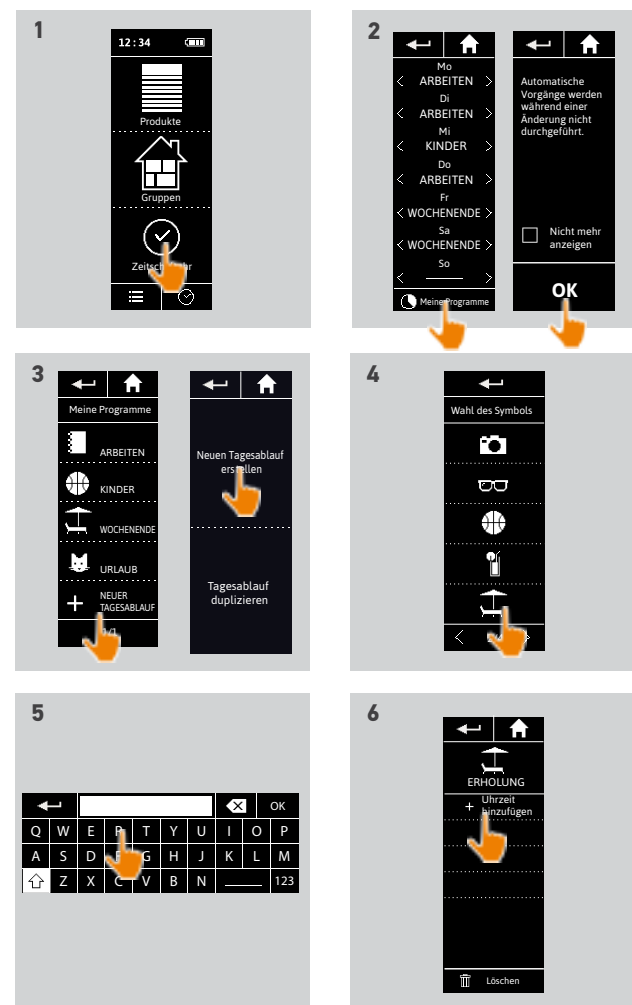 1
12:34
Produkte
Gruppen
2
Mo
< ARBEITEN >
Di
< ARBEITEN >
Mi
< KINDER >
Do
< ARBEITEN >
Fr
< WOCHENENDE >
Sa
< WOCHENENDE >
So
< >
Meine Programme
Automatische
Vorgänge werden
während einer
Änderung nicht
durchgeführt.
Nicht mehr
anzeigen
OK
3
Meine Programme
ARBEITEN
KINDER
WOCHENENDE
URLAUB
+ NEUER
TAGESABLAUF
Neuen Tagesablauf
erstellen
Tagesablauf
duplizieren
4
Wahl des Symbols
< >
5
OK
Q W E R T Y U I O P
A S D F G H J K L M
Z X C V B N 123
6
ERHOLUNG
+ Uhrzeit
hinzufügen
Löschen